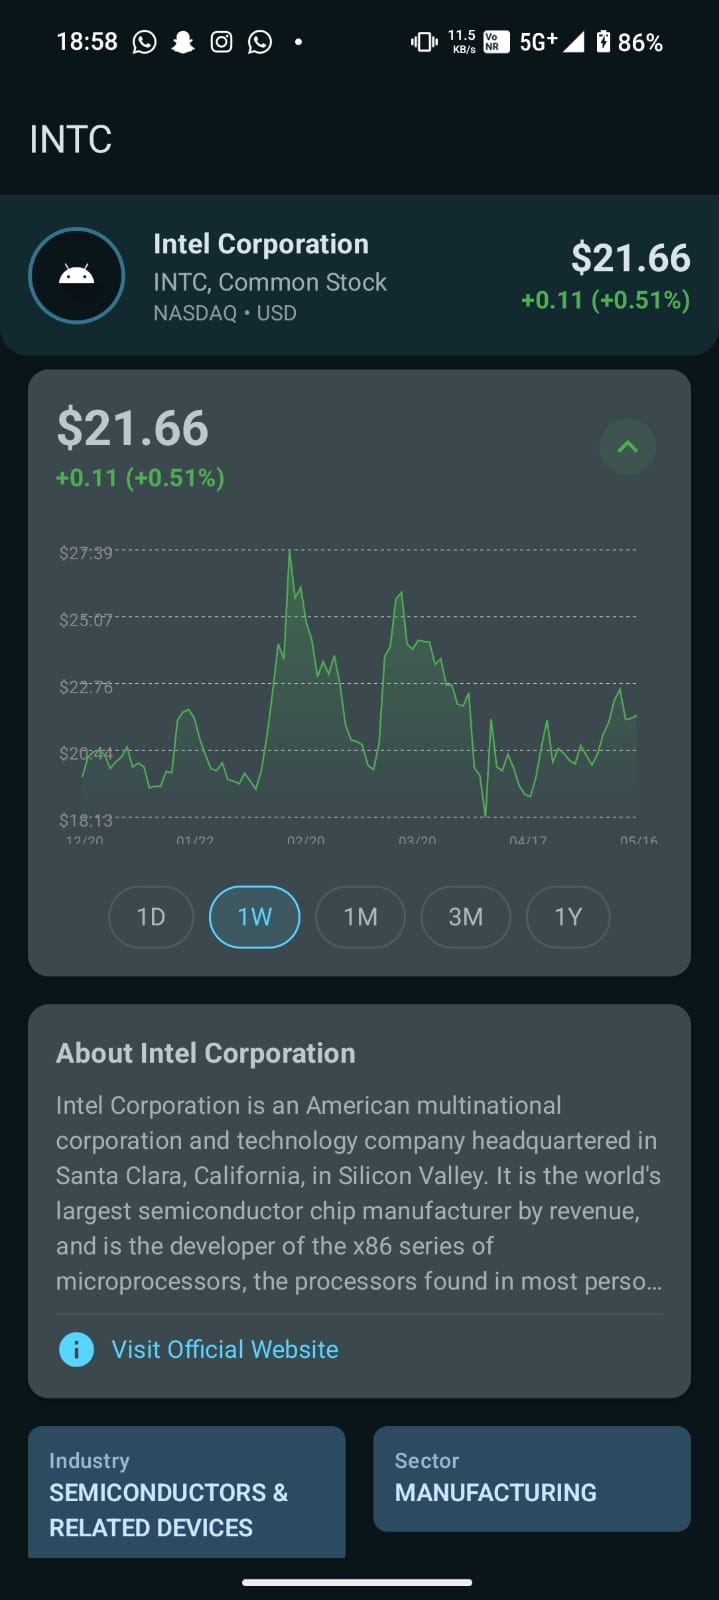 18:58 11.5 KB/s Vo NR 5G+ 86%
INTC
Intel Corporation
INTC, Common Stock
NASDAQ • USD
$21.66
+0.11 (+0.51%)
$21.66
+0.11 (+0.51%)
$27.39
$25.07
$22.76
$20.44
$18.13
12/20 01/22 02/20 03/20 04/17 05/16
1D 1W 1M 3M 1Y
About Intel Corporation
Intel Corporation is an American multinational
corporation and technology company headquartered in
Santa Clara, California, in Silicon Valley. It is the world's
largest semiconductor chip manufacturer by revenue,
and is the developer of the x86 series of
microprocessors, the processors found in most perso…
Visit Official Website
Industry
SEMICONDUCTORS &
RELATED DEVICES
Sector
MANUFACTURING